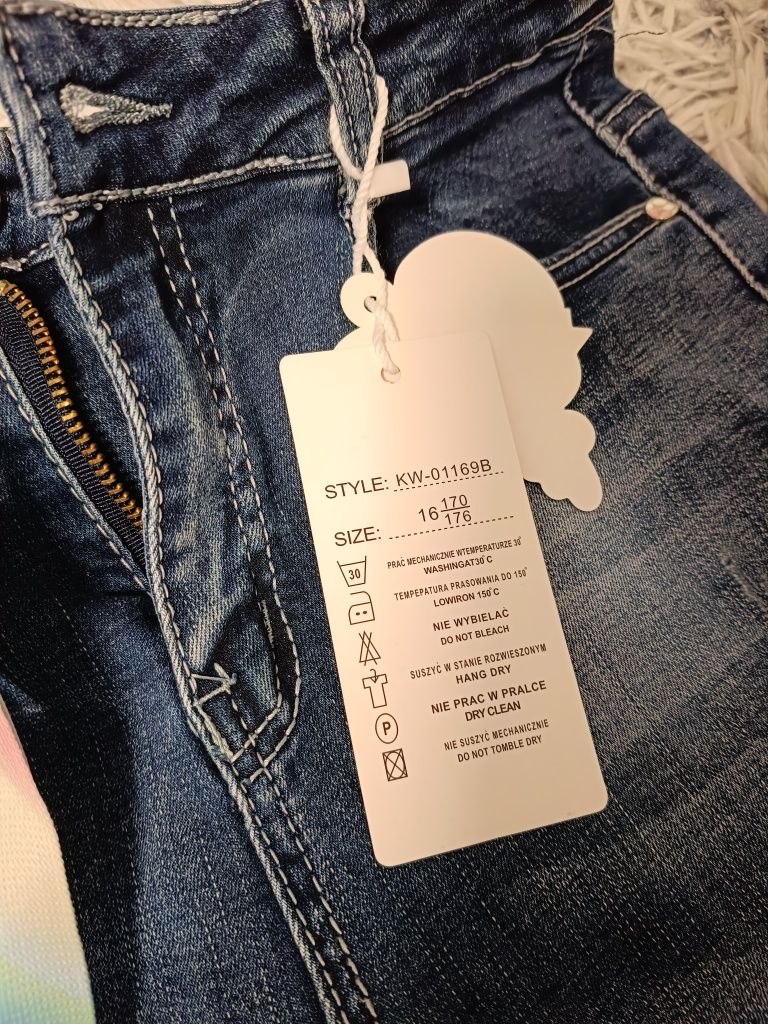 STYLE: KW-01169B
SIZE: 16 170/176
30
PRAĆ MECHANICZNIE WTEMPERATURZE 30°
WASHINGAT30°C
TEMPEPATURA PRASOWANIA DO 150°
LOWIRON 150°C
NIE WYBIELAĆ
DO NOT BLEACH
SUSZYĆ W STANIE ROZWIESZONYM
HANG DRY
P
NIE PRAC W PRALCE
DRY CLEAN
NIE SUSZYĆ MECHANICZNIE
DO NOT TOMBLE DRY